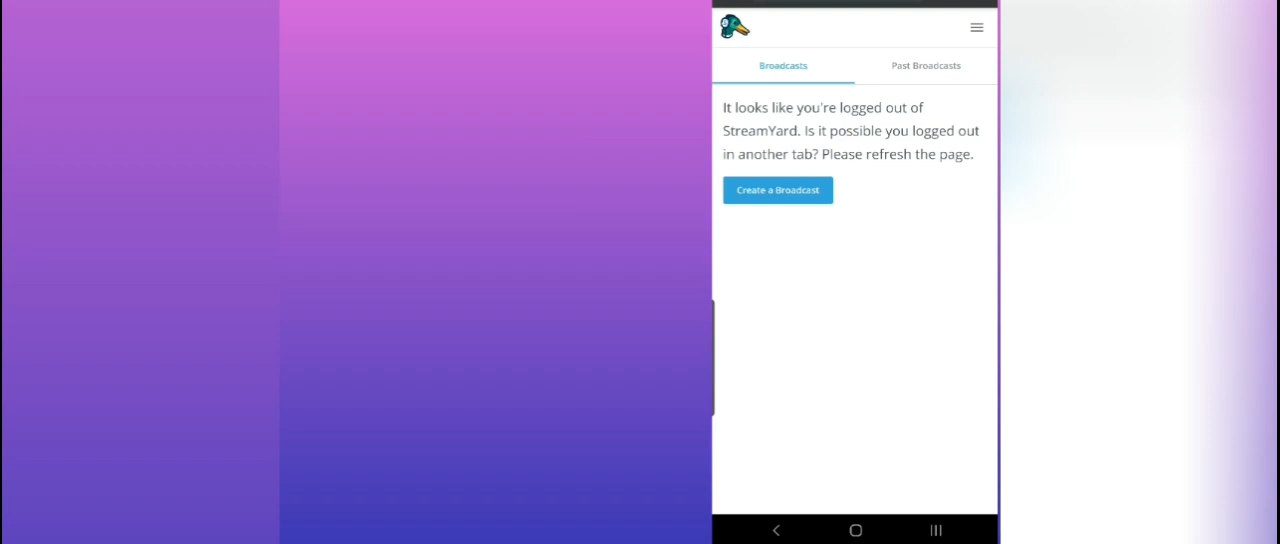 Broadcasts
Past Broadcasts
It looks like you're logged out of
StreamYard. Is it possible you logged out
in another tab? Please refresh the page.
Create a Broadcast